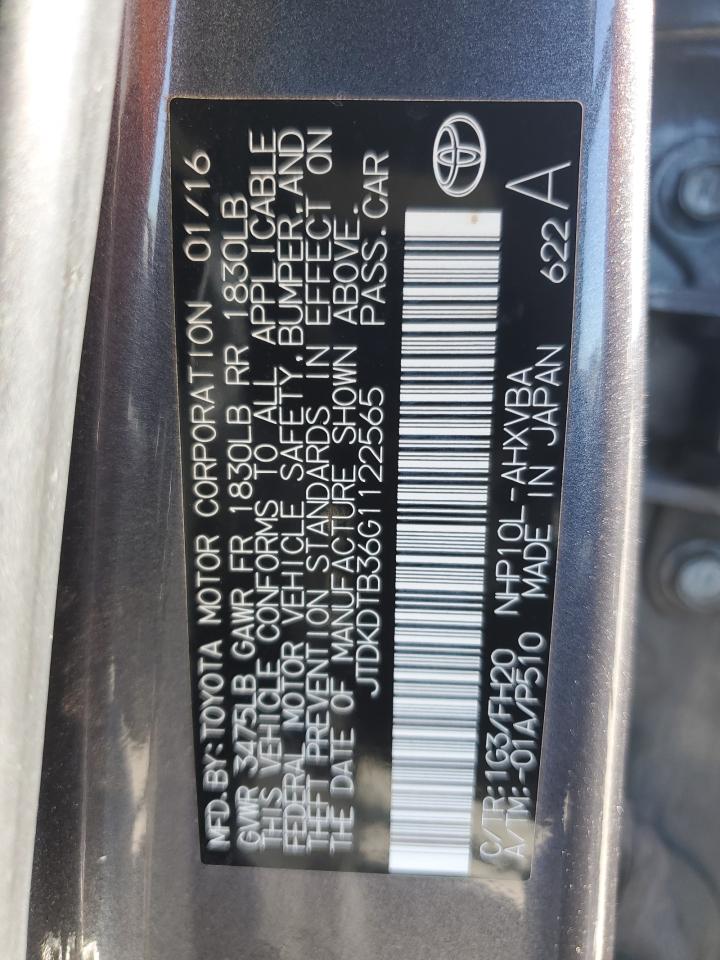 MFD. BY: TOYOTA MOTOR CORPORATION 01/16
GVWR 3475LB GAWR FR 1830LB RR 1830LB
THIS VEHICLE CONFORMS TO ALL APPLICABLE
FEDERAL MOTOR VEHICLE SAFETY, BUMPER, AND
THEFT PREVENTION STANDARDS IN EFFECT ON
THE DATE OF MANUFACTURE SHOWN ABOVE.
JTDKDTB36G1122565 PASS. CAR
C/TR: 1G3/FH20 NHP10L-AHXVBA 622 A
A/TM: -01A/P510 MADE IN JAPAN